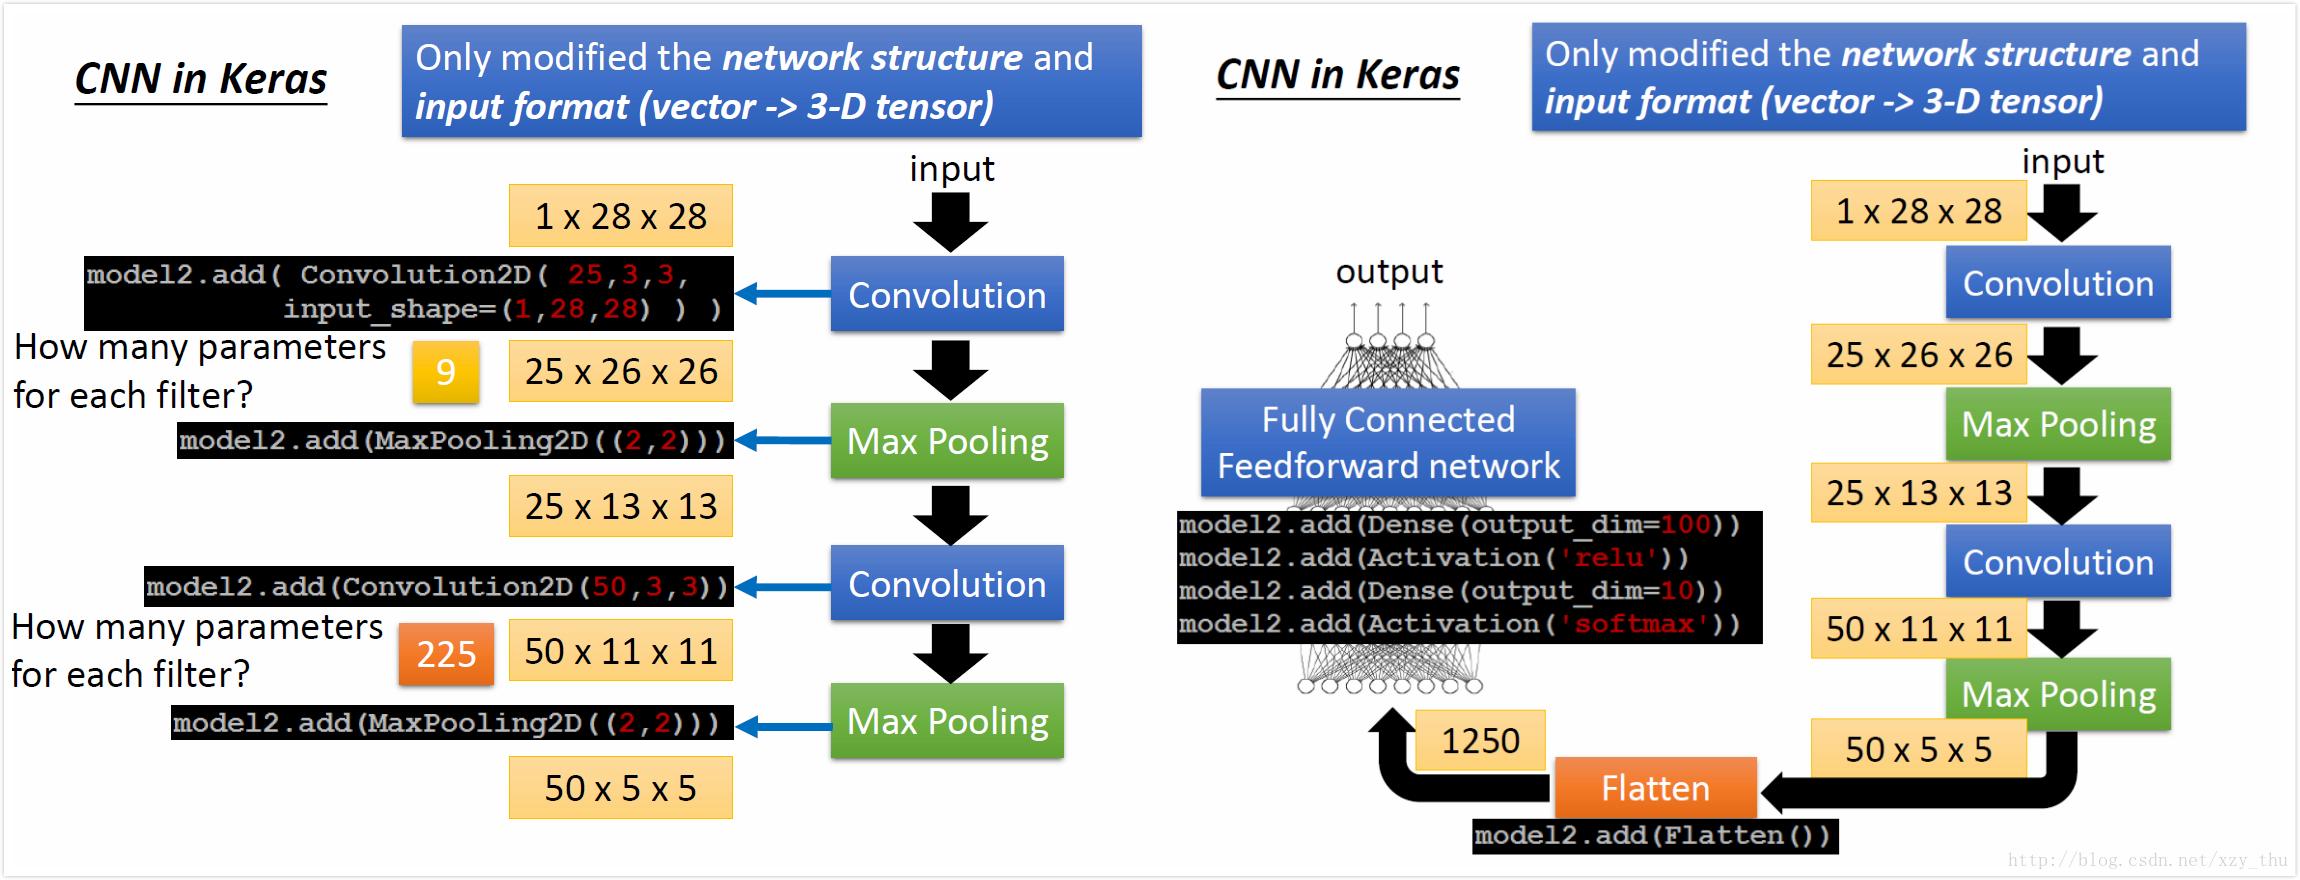 CNN in Keras
Only modified the network structure and
input format (vector -> 3-D tensor)
input
1 x 28 x 28
model2.add( Convolution2D( 25,3,3,
input_shape=(1,28,28) ) )
Convolution
How many parameters
for each filter?
9
25 x 26 x 26
model2.add(MaxPooling2D((2,2)))
Max Pooling
25 x 13 x 13
model2.add(Convolution2D(50,3,3))
Convolution
How many parameters
for each filter?
225
50 x 11 x 11
model2.add(MaxPooling2D((2,2)))
Max Pooling
50 x 5 x 5
CNN in Keras
Only modified the network structure and
input format (vector -> 3-D tensor)
input
1 x 28 x 28
Convolution
25 x 26 x 26
Max Pooling
25 x 13 x 13
Convolution
50 x 11 x 11
Max Pooling
50 x 5 x 5
output
Fully Connected
Feedforward network
model2.add(Dense(output_dim=100))
model2.add(Activation('relu'))
model2.add(Dense(output_dim=10))
model2.add(Activation('softmax'))
1250
Flatten
model2.add(Flatten())
http://blog.csdn.net/xzy_thu